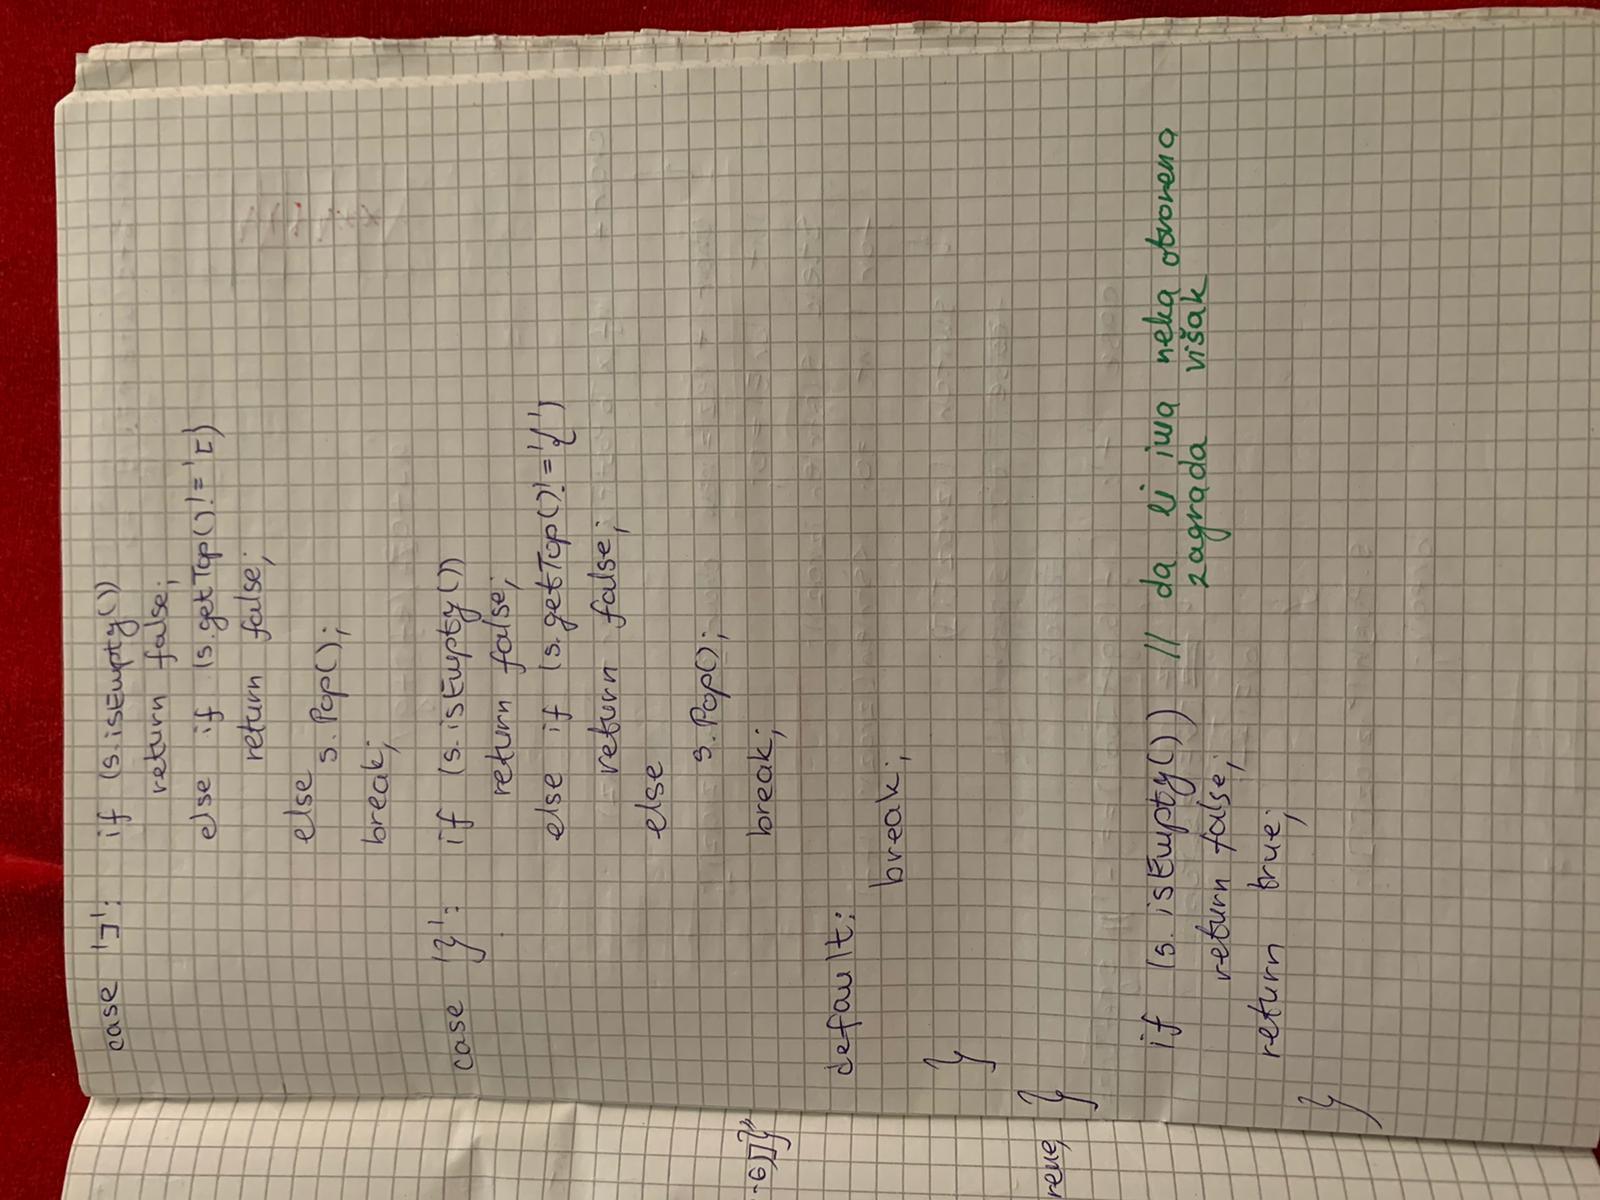 case ']': if (s.isEmpty())
return false;
else if (s.getTop() != '[)
return false;
else
s.Pop();
break;
case '}': if (s.isEmpty())
return false;
else if (s.getTop() != '{')
return false;
else
s.Pop();
break;
default:
break;
}
}
if (s.isEmpty()) // da li ima neka otvorena
return false; zagrada višak
return true;
}